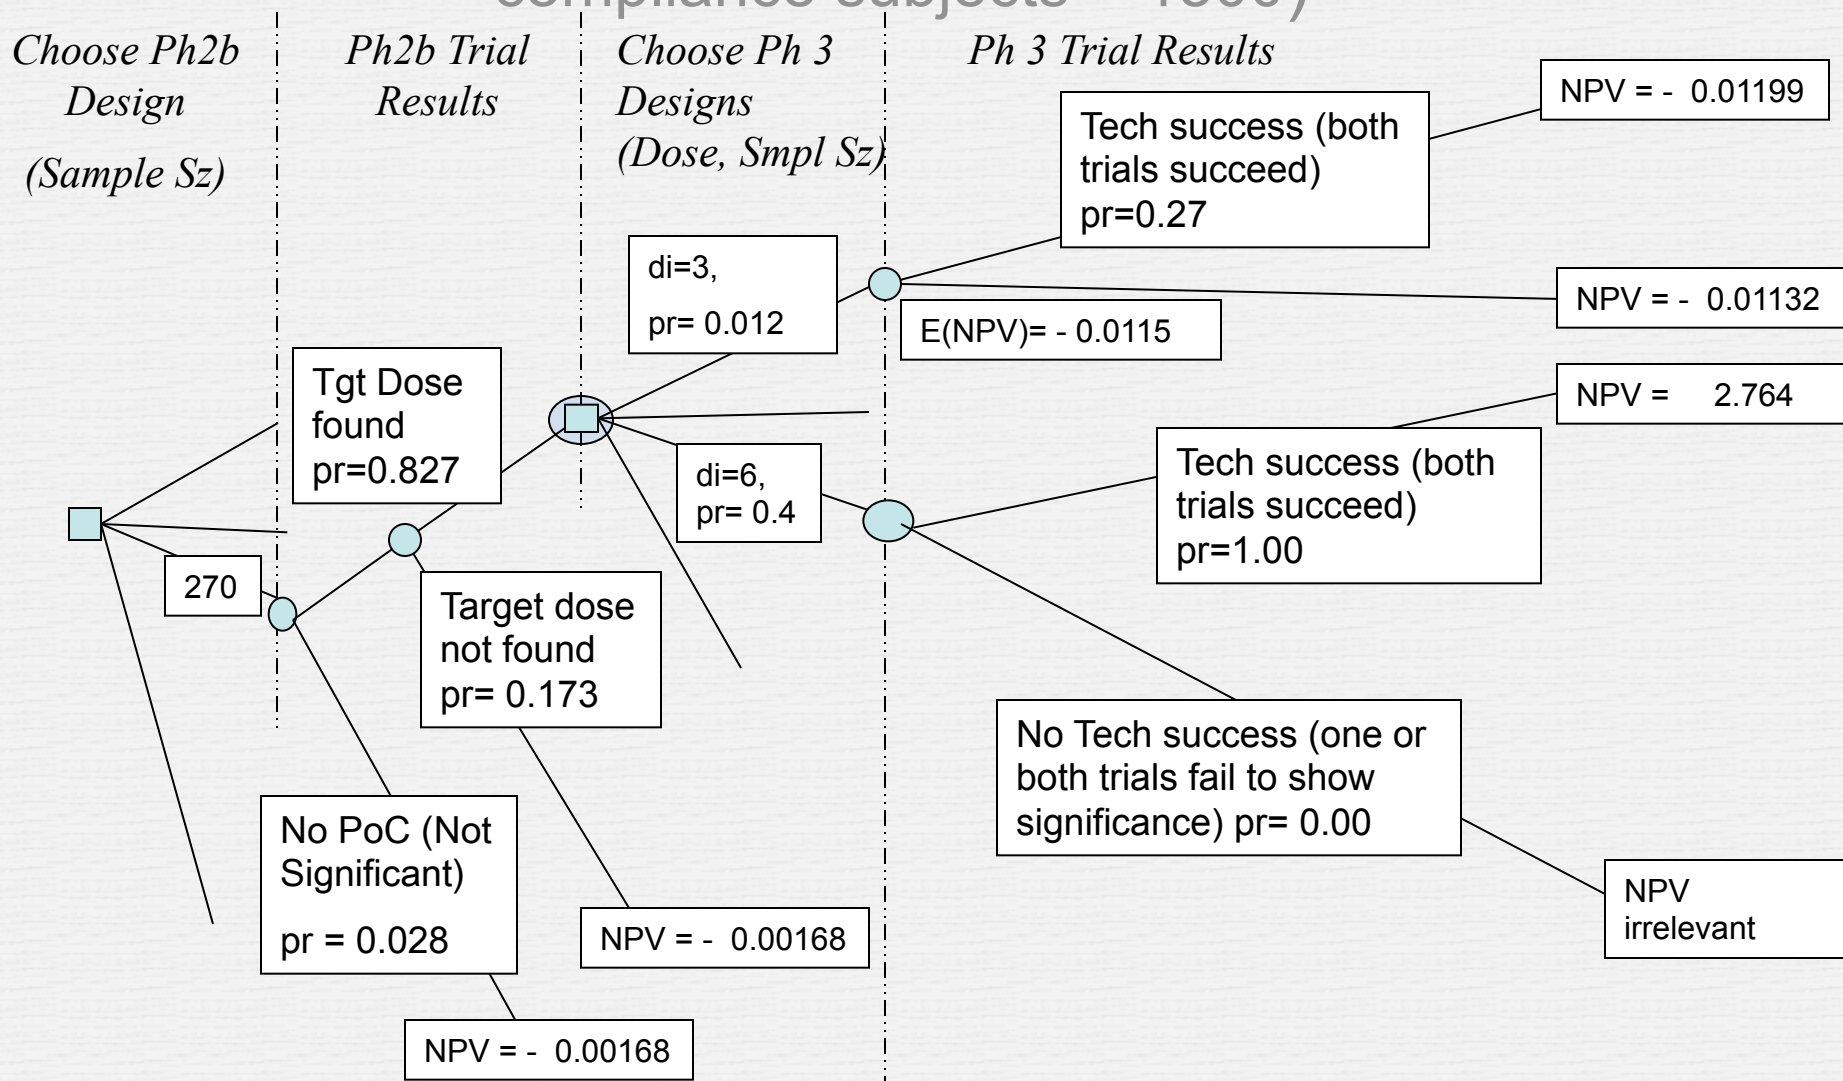 compliance subjects = 1800)
Choose Ph2b
Design
(Sample Sz)
Ph2b Trial
Results
Choose Ph 3
Designs
(Dose, Smpl Sz)
Ph 3 Trial Results
NPV = - 0.01199
Tech success (both
trials succeed)
pr=0.27
di=3,
pr= 0.012
NPV = - 0.01132
E(NPV)= - 0.0115
Tgt Dose
found
pr=0.827
NPV = 2.764
Tech success (both
trials succeed)
pr=1.00
di=6,
pr= 0.4
270
Target dose
not found
pr= 0.173
No Tech success (one or
both trials fail to show
significance) pr= 0.00
No PoC (Not
Significant)
pr = 0.028
NPV = - 0.00168
NPV
irrelevant
NPV = - 0.00168